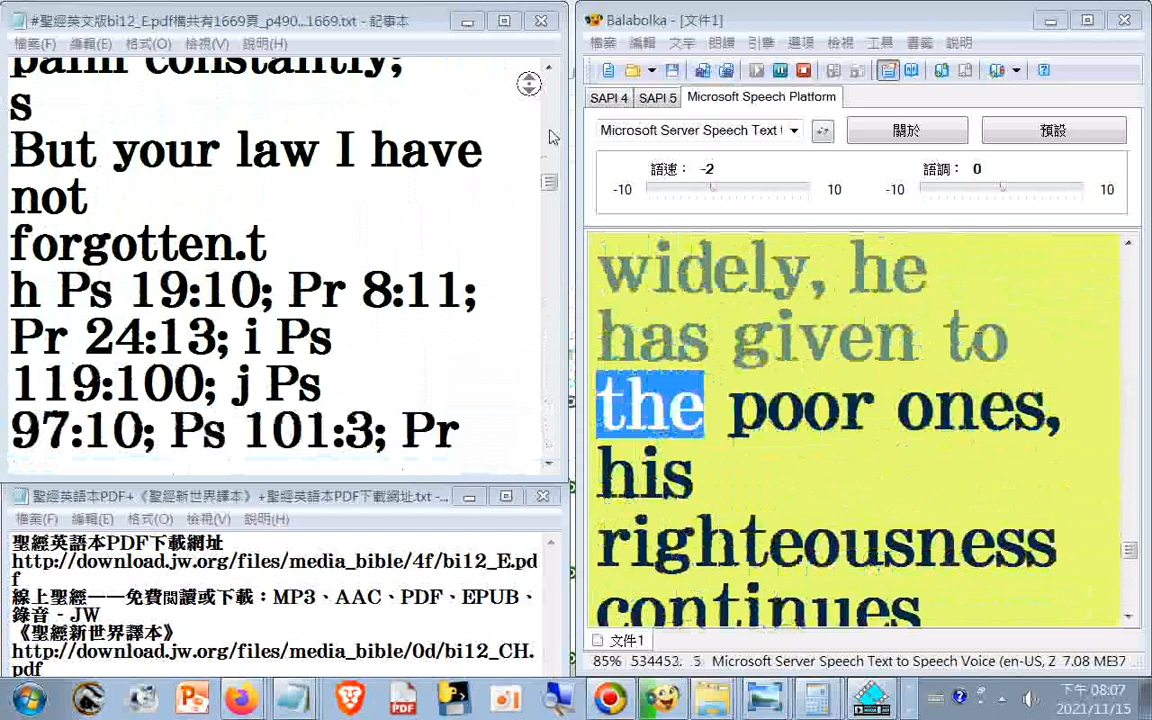 #聖經英文版bi12_E.pdf檔共有1669頁_p490...1669.txt - 記事本
檔案(F) 編輯(E) 格式(O) 檢視(V) 說明(H)
palm constantly;
s
But your law I have
not
forgotten.t
h Ps 19:10; Pr 8:11;
Pr 24:13; i Ps
119:100; j Ps
97:10; Ps 101:3; Pr
聖經英語本PDF+《聖經新世界譯本》+聖經英語本PDF下載網址.txt -...
檔案(F) 編輯(E) 格式(O) 檢視(V) 說明(H)
聖經英語本PDF下載網址
http://download.jw.org/files/media_bible/4f/bi12_E.pd
f
線上聖經——免費閱讀或下載：MP3、AAC、PDF、EPUB、
錄音 - JW
《聖經新世界譯本》
http://download.jw.org/files/media_bible/0d/bi12_CH.
pdf
Balabolka - [文件1]
檔案 編輯 文字 朗讀 引擎 選項 檢視 工具 書籤 說明
SAPI 4 SAPI 5 Microsoft Speech Platform
Microsoft Server Speech Text
關於 預設
語速： -2 語調： 0
-10 10 -10 10
widely, he
has given to
the poor ones,
his
righteousness
continues
文件1
85% 534453. Microsoft Server Speech Text to Speech Voice (en-US, Z 7.08 ME37
下午 08:07
2021/11/15